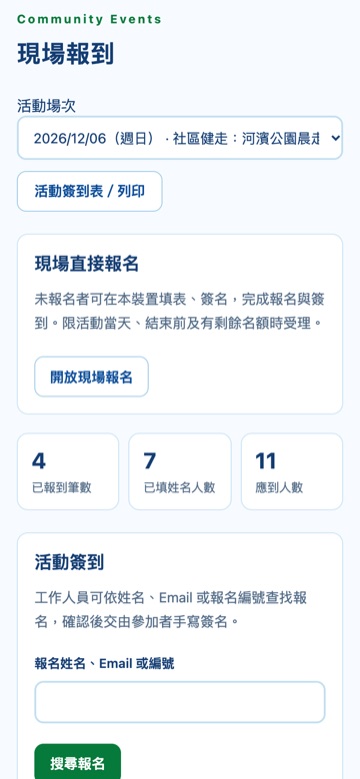 Community Events
現場報到
活動場次
2026/12/06（週日） · 社區健走：河濱公園晨走
活動簽到表 / 列印
現場直接報名
未報名者可在本裝置填表、簽名，完成報名與簽
到。限活動當天、結束前及有剩餘名額時受理。
開放現場報名
4
已報到筆數
7
已填姓名人數
11
應到人數
活動簽到
工作人員可依姓名、Email 或報名編號查找報
名，確認後交由參加者手寫簽名。
報名姓名、Email 或編號
搜尋報名